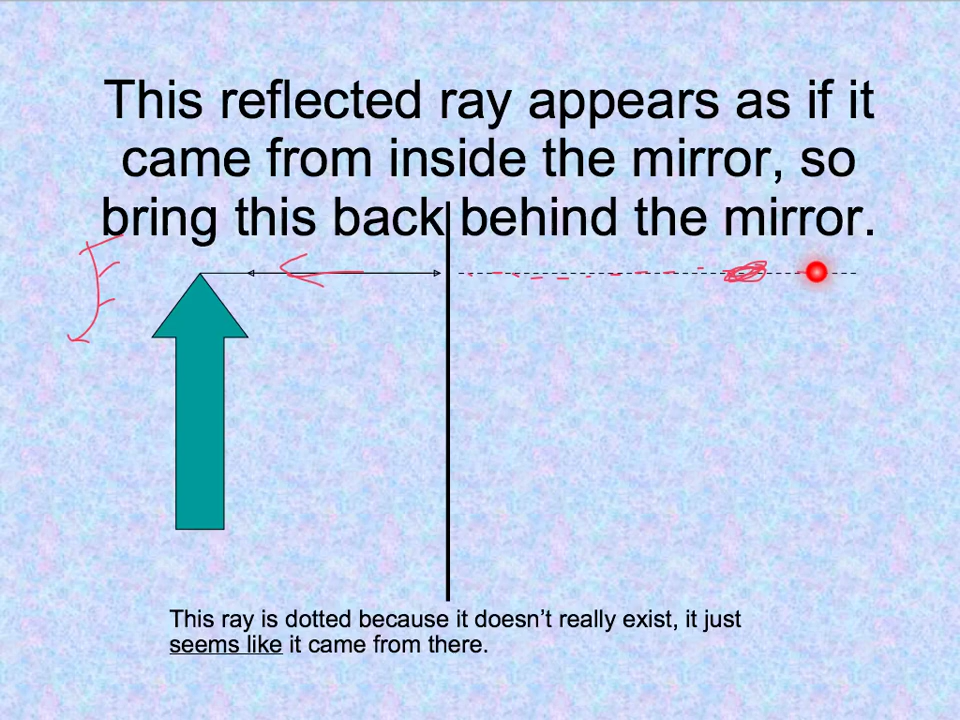 This reflected ray appears as if it
came from inside the mirror, so
bring this back behind the mirror.
This ray is dotted because it doesn’t really exist, it just
seems like it came from there.